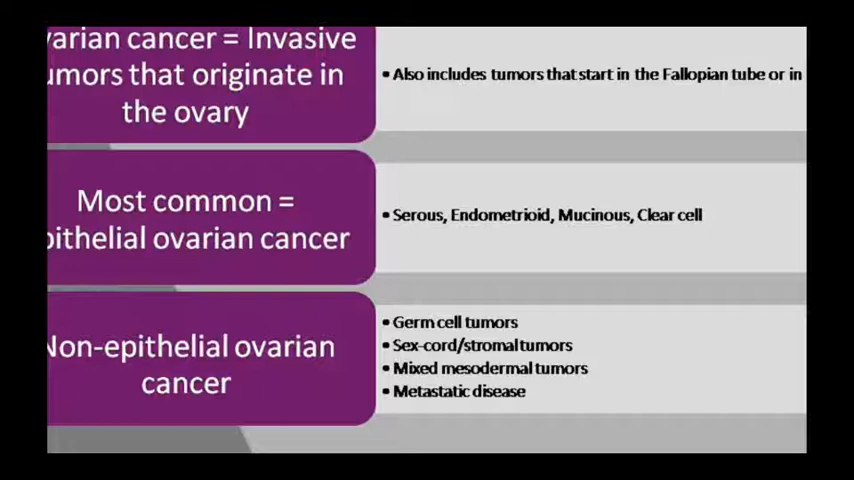 varian cancer = Invasive
umors that originate in
the ovary
• Also includes tumors that start in the Fallopian tube or in
Most common =
pithelial ovarian cancer
• Serous, Endometrioid, Mucinous, Clear cell
Non-epithelial ovarian
cancer
• Germ cell tumors
• Sex-cord/stromal tumors
• Mixed mesodermal tumors
• Metastatic disease